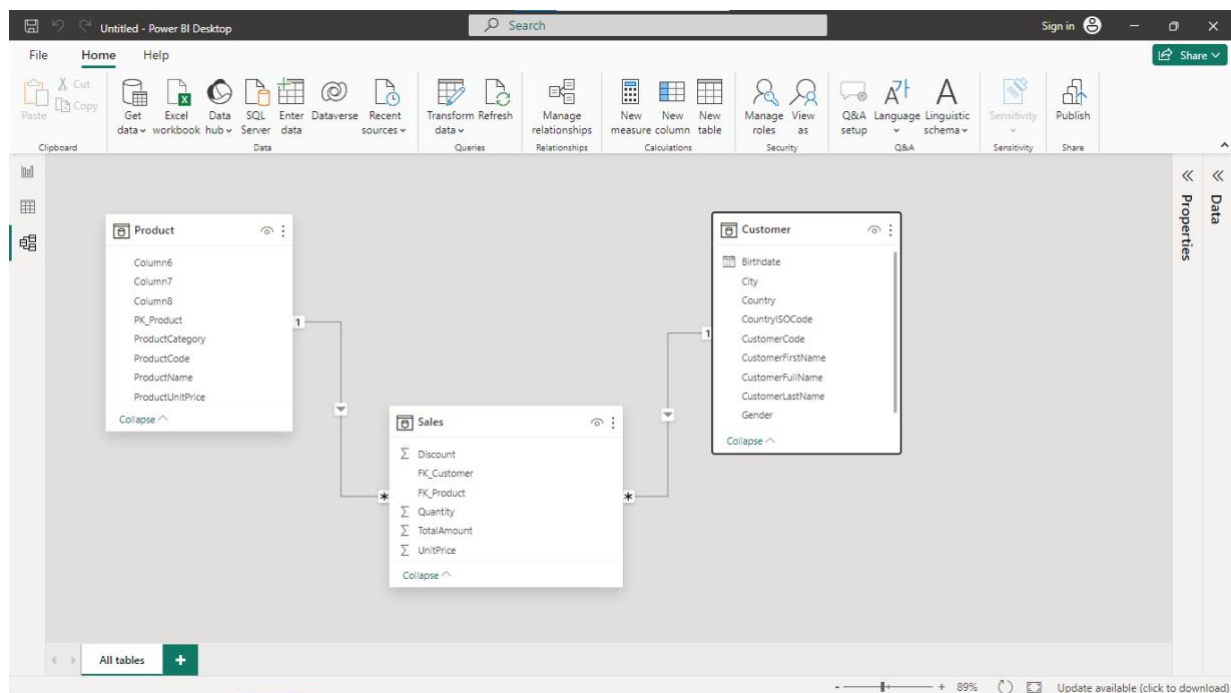 Untitled - Power BI Desktop
Search
Sign in
File Home Help
Share
Paste
Cut
Copy
Get data
Excel workbook
Data hub
SQL Server
Enter data
Dataverse
Recent sources
Transform data
Refresh
Manage relationships
New measure
New column
New table
Manage roles
View as
Q&A setup
Language
Linguistic schema
Sensitivity
Publish
Clipboard
Data
Queries
Relationships
Calculations
Security
Q&A
Sensitivity
Share
Product
Column6
Column7
Column8
PK_Product
ProductCategory
ProductCode
ProductName
ProductUnitPrice
Collapse
1
*
Sales
Discount
FK_Customer
FK_Product
Quantity
TotalAmount
UnitPrice
Collapse
*
1
Customer
Birthdate
City
Country
CountryISOCode
CustomerCode
CustomerFirstName
CustomerFullName
CustomerLastName
Gender
Collapse
Properties
Data
All tables
+
- + 89%
Update available (click to download)